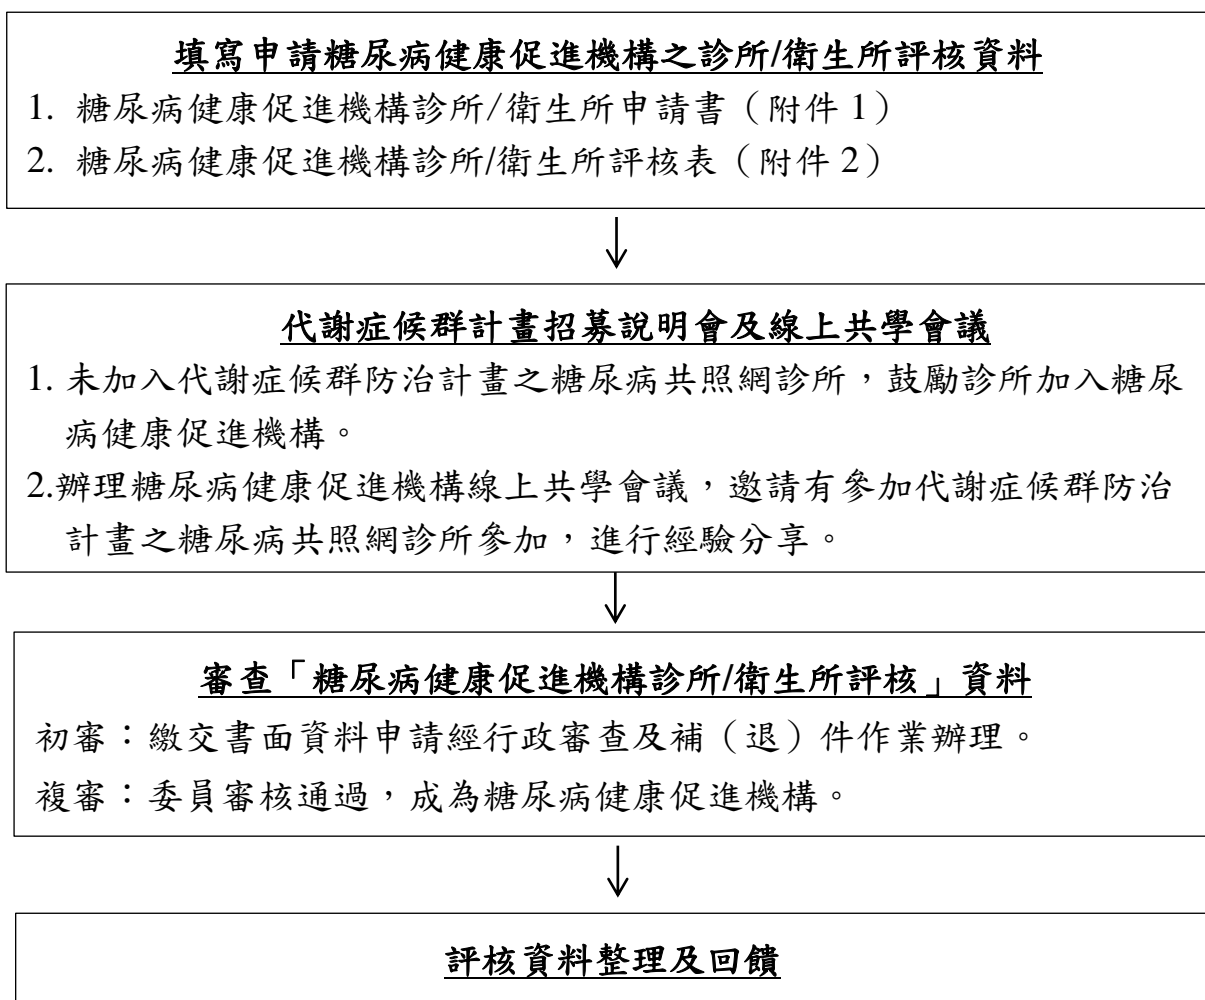 填寫申請糖尿病健康促進機構之診所/衛生所評核資料
1. 糖尿病健康促進機構診所/衛生所申請書（附件 1）
2. 糖尿病健康促進機構診所/衛生所評核表（附件 2）
代謝症候群計畫招募說明會及線上共學會議
1. 未加入代謝症候群防治計畫之糖尿病共照網診所，鼓勵診所加入糖尿
病健康促進機構。
2.辦理糖尿病健康促進機構線上共學會議，邀請有參加代謝症候群防治
計畫之糖尿病共照網診所參加，進行經驗分享。
審查「糖尿病健康促進機構診所/衛生所評核」資料
初審：繳交書面資料申請經行政審查及補（退）件作業辦理。
複審：委員審核通過，成為糖尿病健康促進機構。
評核資料整理及回饋